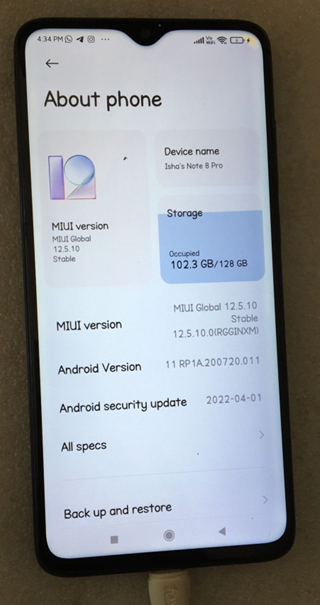 4:34 PM
About phone
12
MIUI version
MIUI Global
12.5.10
Stable
Device name
Isha's Note 8 Pro
Storage
Occupied
102.3 GB/128 GB
MIUI version
MIUI Global 12.5.10
Stable
12.5.10.0(RGGINXM)
Android Version
11 RP1A.200720.011
Android security update
2022-04-01
All specs
Back up and restore